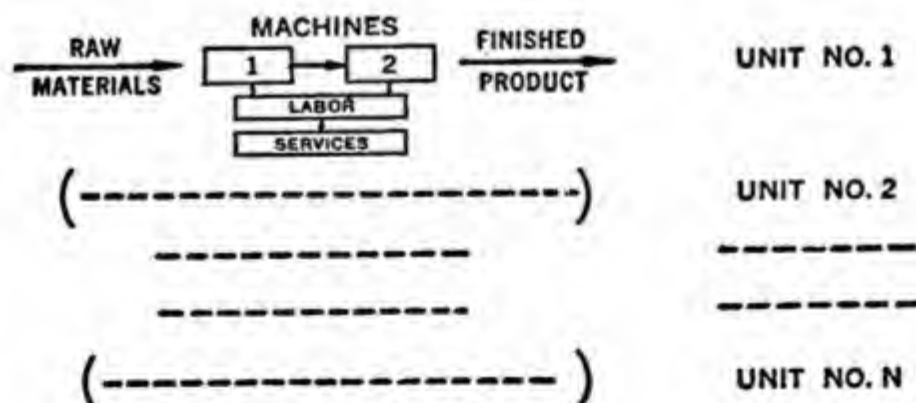 MACHINES
RAW
MATERIALS
1
2
FINISHED
PRODUCT
UNIT NO. 1
LABOR
SERVICES
UNIT NO. 2
UNIT NO. N